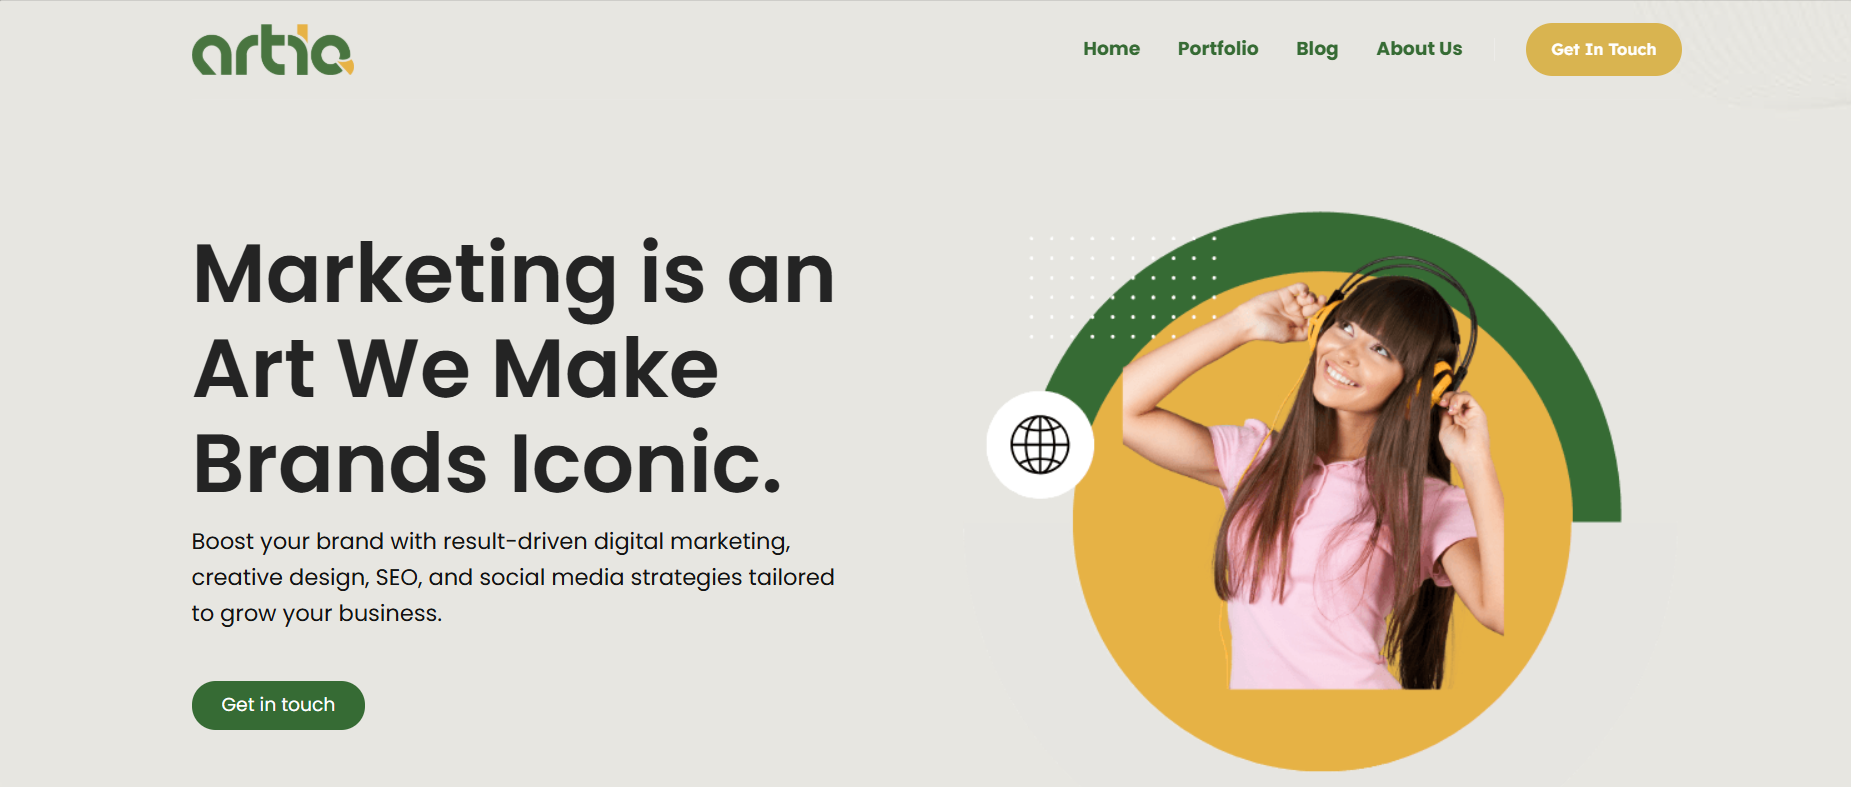 artie
Home Portfolio Blog About Us Get In Touch
Marketing is an
Art We Make
Brands Iconic.
Boost your brand with result-driven digital marketing,
creative design, SEO, and social media strategies tailored
to grow your business.
Get in touch